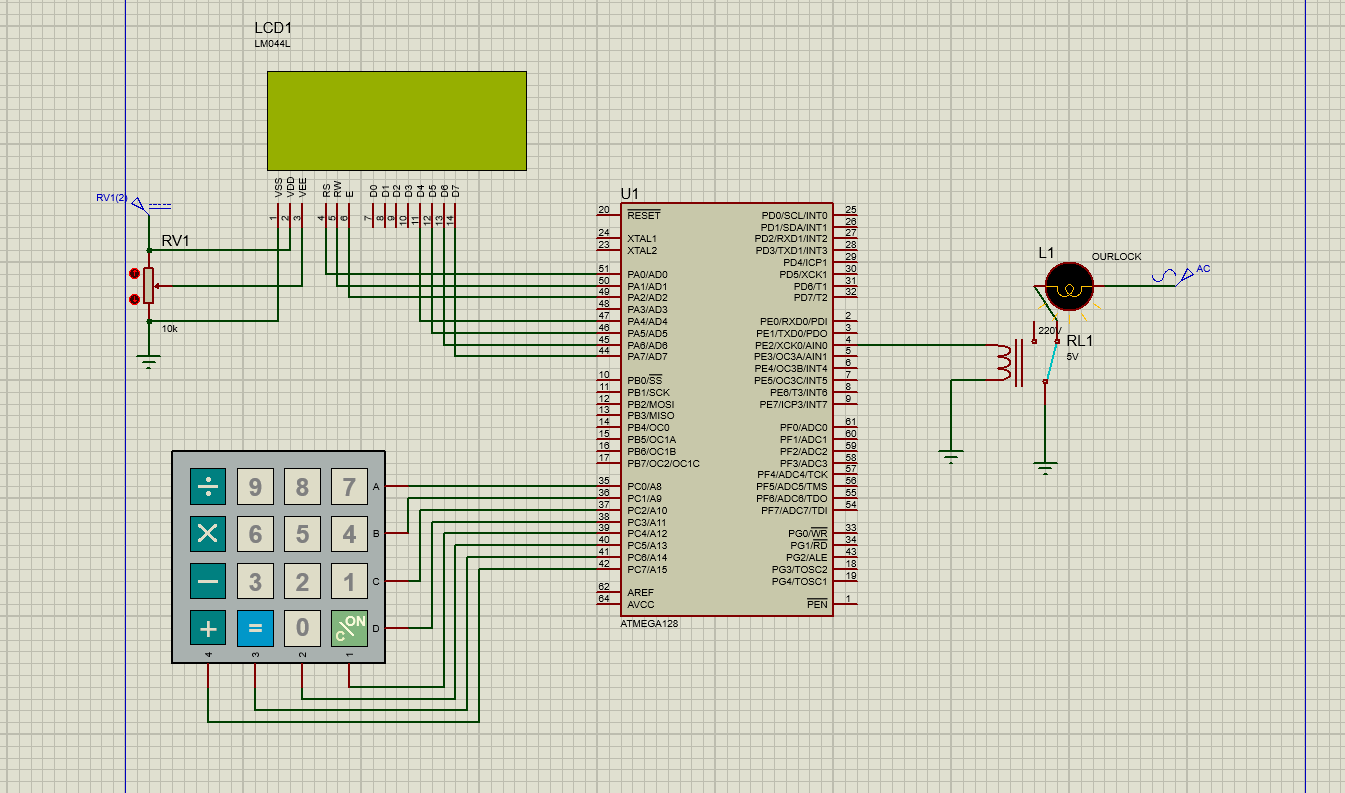 LCD1
LM044L
VSS
VDD
VEE
RS
RW
E
D0
D1
D2
D3
D4
D5
D6
D7
1
2
3
4
5
6
7
8
9
10
11
12
13
14
RV1(2)
RV1
10k
U1
20 RESET
24 XTAL1
23 XTAL2
51 PA0/AD0
50 PA1/AD1
49 PA2/AD2
48 PA3/AD3
47 PA4/AD4
46 PA5/AD5
45 PA6/AD6
44 PA7/AD7
10 PB0/SS
11 PB1/SCK
12 PB2/MOSI
13 PB3/MISO
14 PB4/OC0
15 PB5/OC1A
16 PB6/OC1B
17 PB7/OC2/OC1C
35 PC0/A8
36 PC1/A9
37 PC2/A10
38 PC3/A11
39 PC4/A12
40 PC5/A13
41 PC6/A14
42 PC7/A15
62 AREF
64 AVCC
PD0/SCL/INT0 25
PD1/SDA/INT1 26
PD2/RXD1/INT2 27
PD3/TXD1/INT3 28
PD4/ICP1 29
PD5/XCK1 30
PD6/T1 31
PD7/T2 32
PE0/RXD0/PDI 2
PE1/TXD0/PDO 3
PE2/XCK0/AIN0 4
PE3/OC3A/AIN1 5
PE4/OC3B/INT4 6
PE5/OC3C/INT5 7
PE6/T3/INT6 8
PE7/ICP3/INT7 9
PF0/ADC0 61
PF1/ADC1 60
PF2/ADC2 59
PF3/ADC3 58
PF4/ADC4/TCK 57
PF5/ADC5/TMS 56
PF6/ADC6/TDO 55
PF7/ADC7/TDI 54
PG0/WR 33
PG1/RD 34
PG2/ALE 43
PG3/TOSC2 18
PG4/TOSC1 19
PEN 1
ATMEGA128
L1
OURLOCK
AC
220V
RL1
5V
÷ 9 8 7 A
× 6 5 4 B
− 3 2 1 C
+ = 0 ON/C D
4 3 2 1